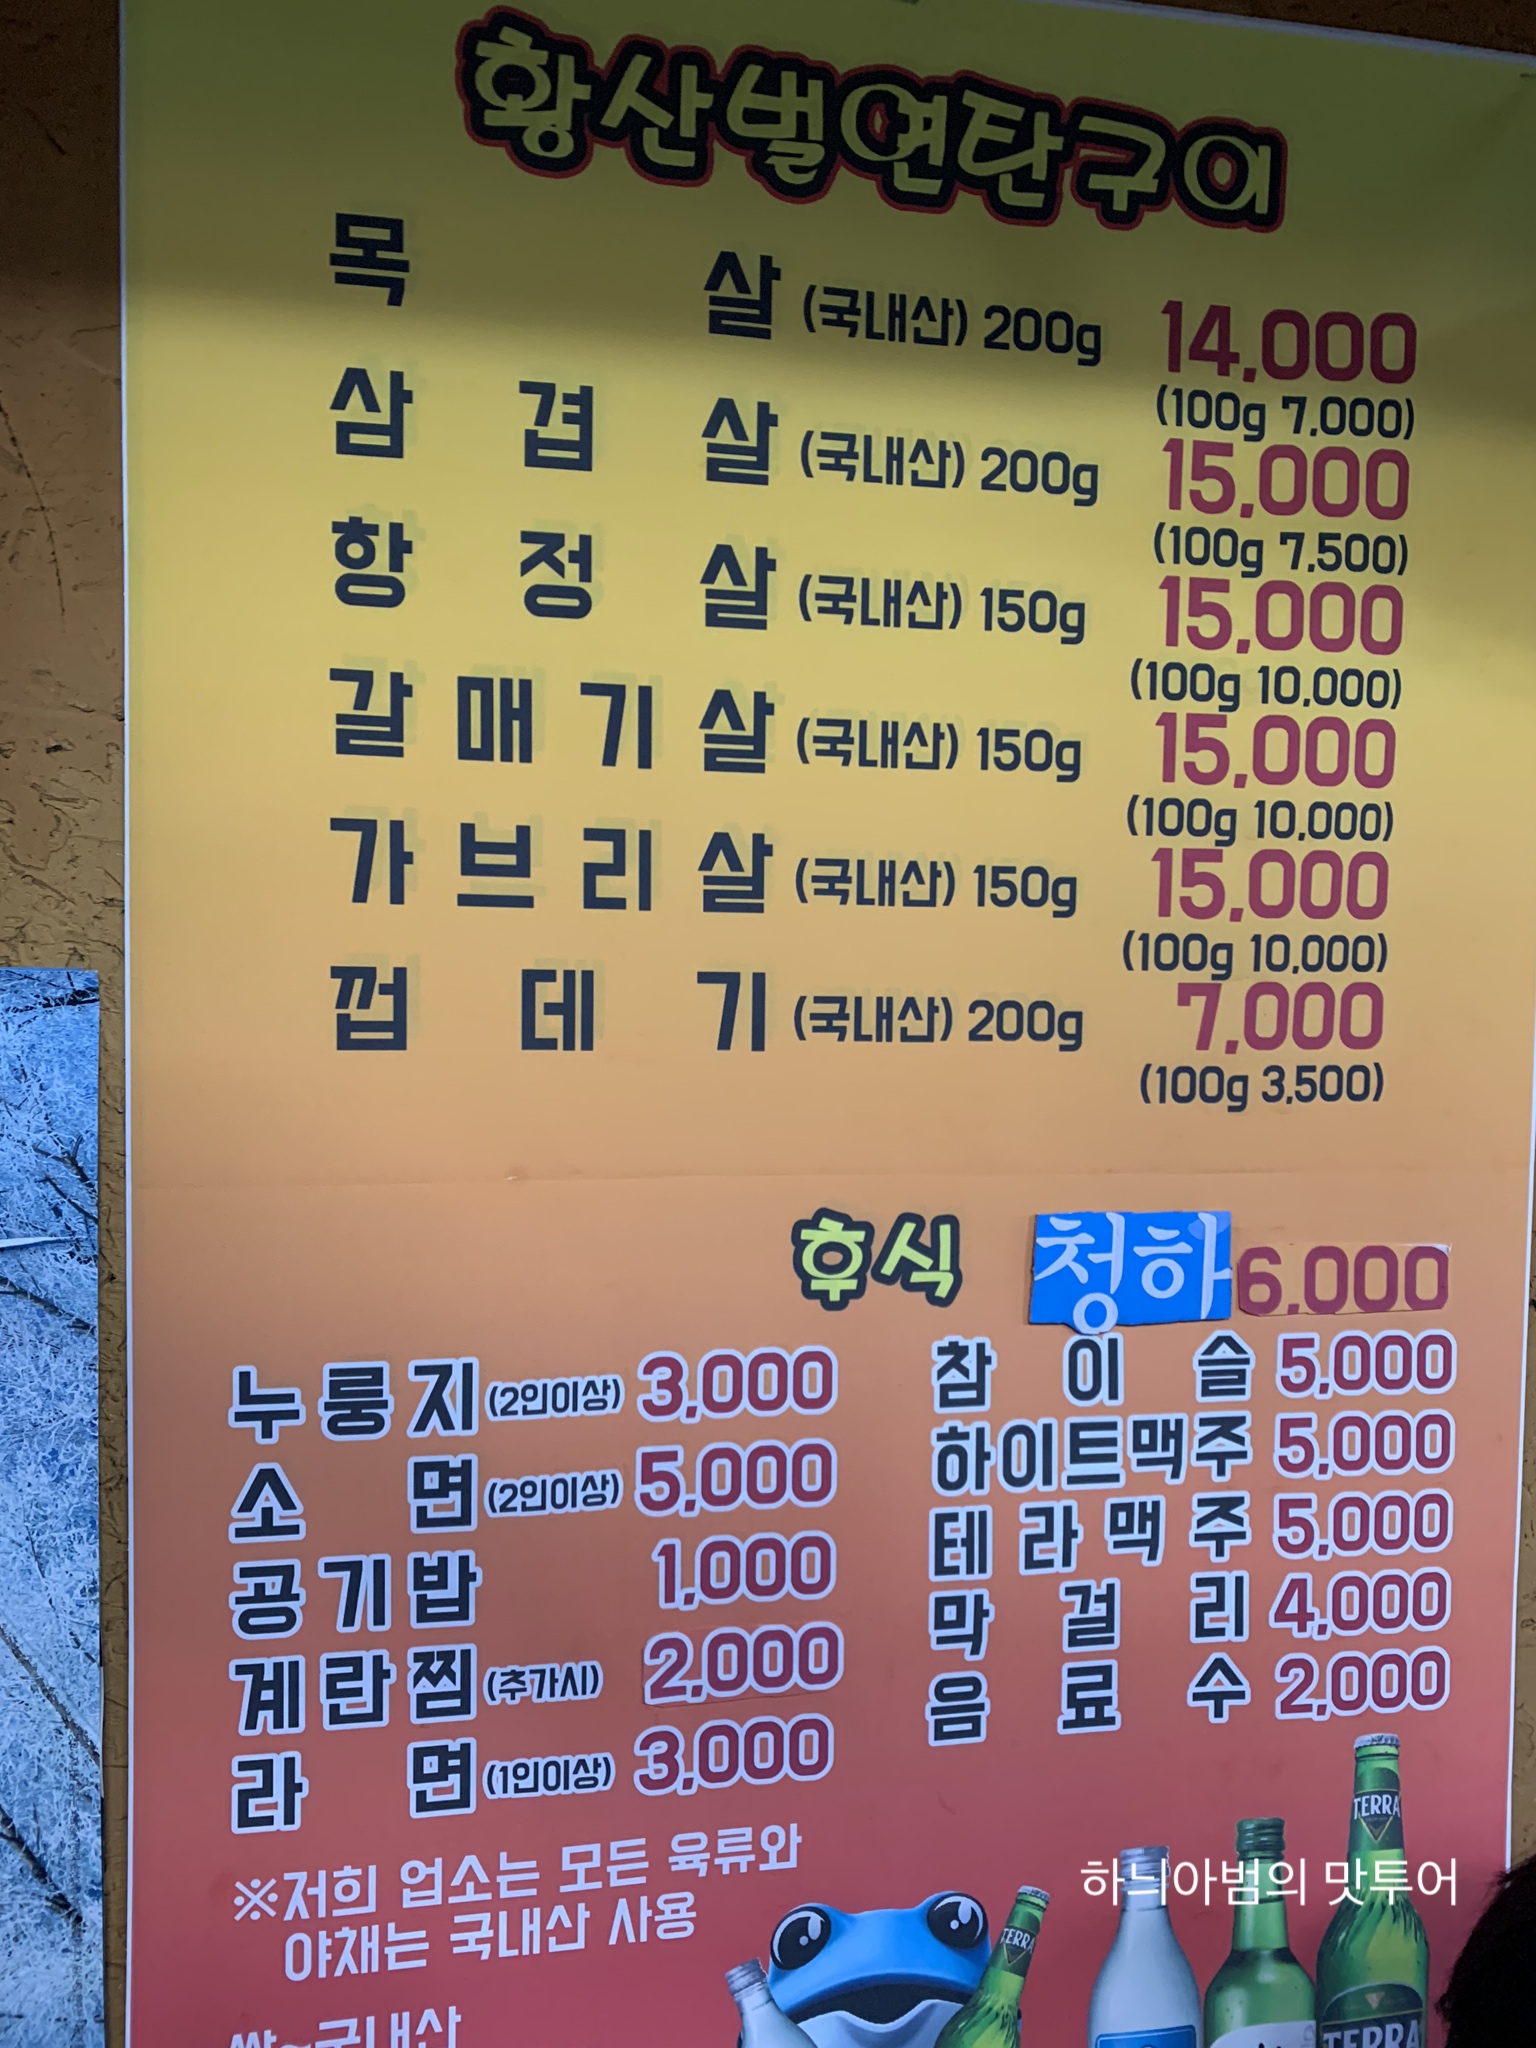 황산벌연탄구이
목살 (국내산) 200g 14,000
(100g 7,000)
삼겹살 (국내산) 200g 15,000
(100g 7,500)
항정살 (국내산) 150g 15,000
(100g 10,000)
갈매기살 (국내산) 150g 15,000
(100g 10,000)
가브리살 (국내산) 150g 15,000
(100g 10,000)
껍데기 (국내산) 200g 7,000
(100g 3,500)
후식
누룽지 (2인이상) 3,000
소면 (2인이상) 5,000
공기밥 1,000
계란찜 (추가시) 2,000
라면 (1인이상) 3,000
청하 6,000
참이슬 5,000
하이트맥주 5,000
테라맥주 5,000
막걸리 4,000
음료수 2,000
※저희 업소는 모든 육류와
야채는 국내산 사용
쌀~국내산
TERRA
TERRA
TERRA
하늬아범의 맛투어